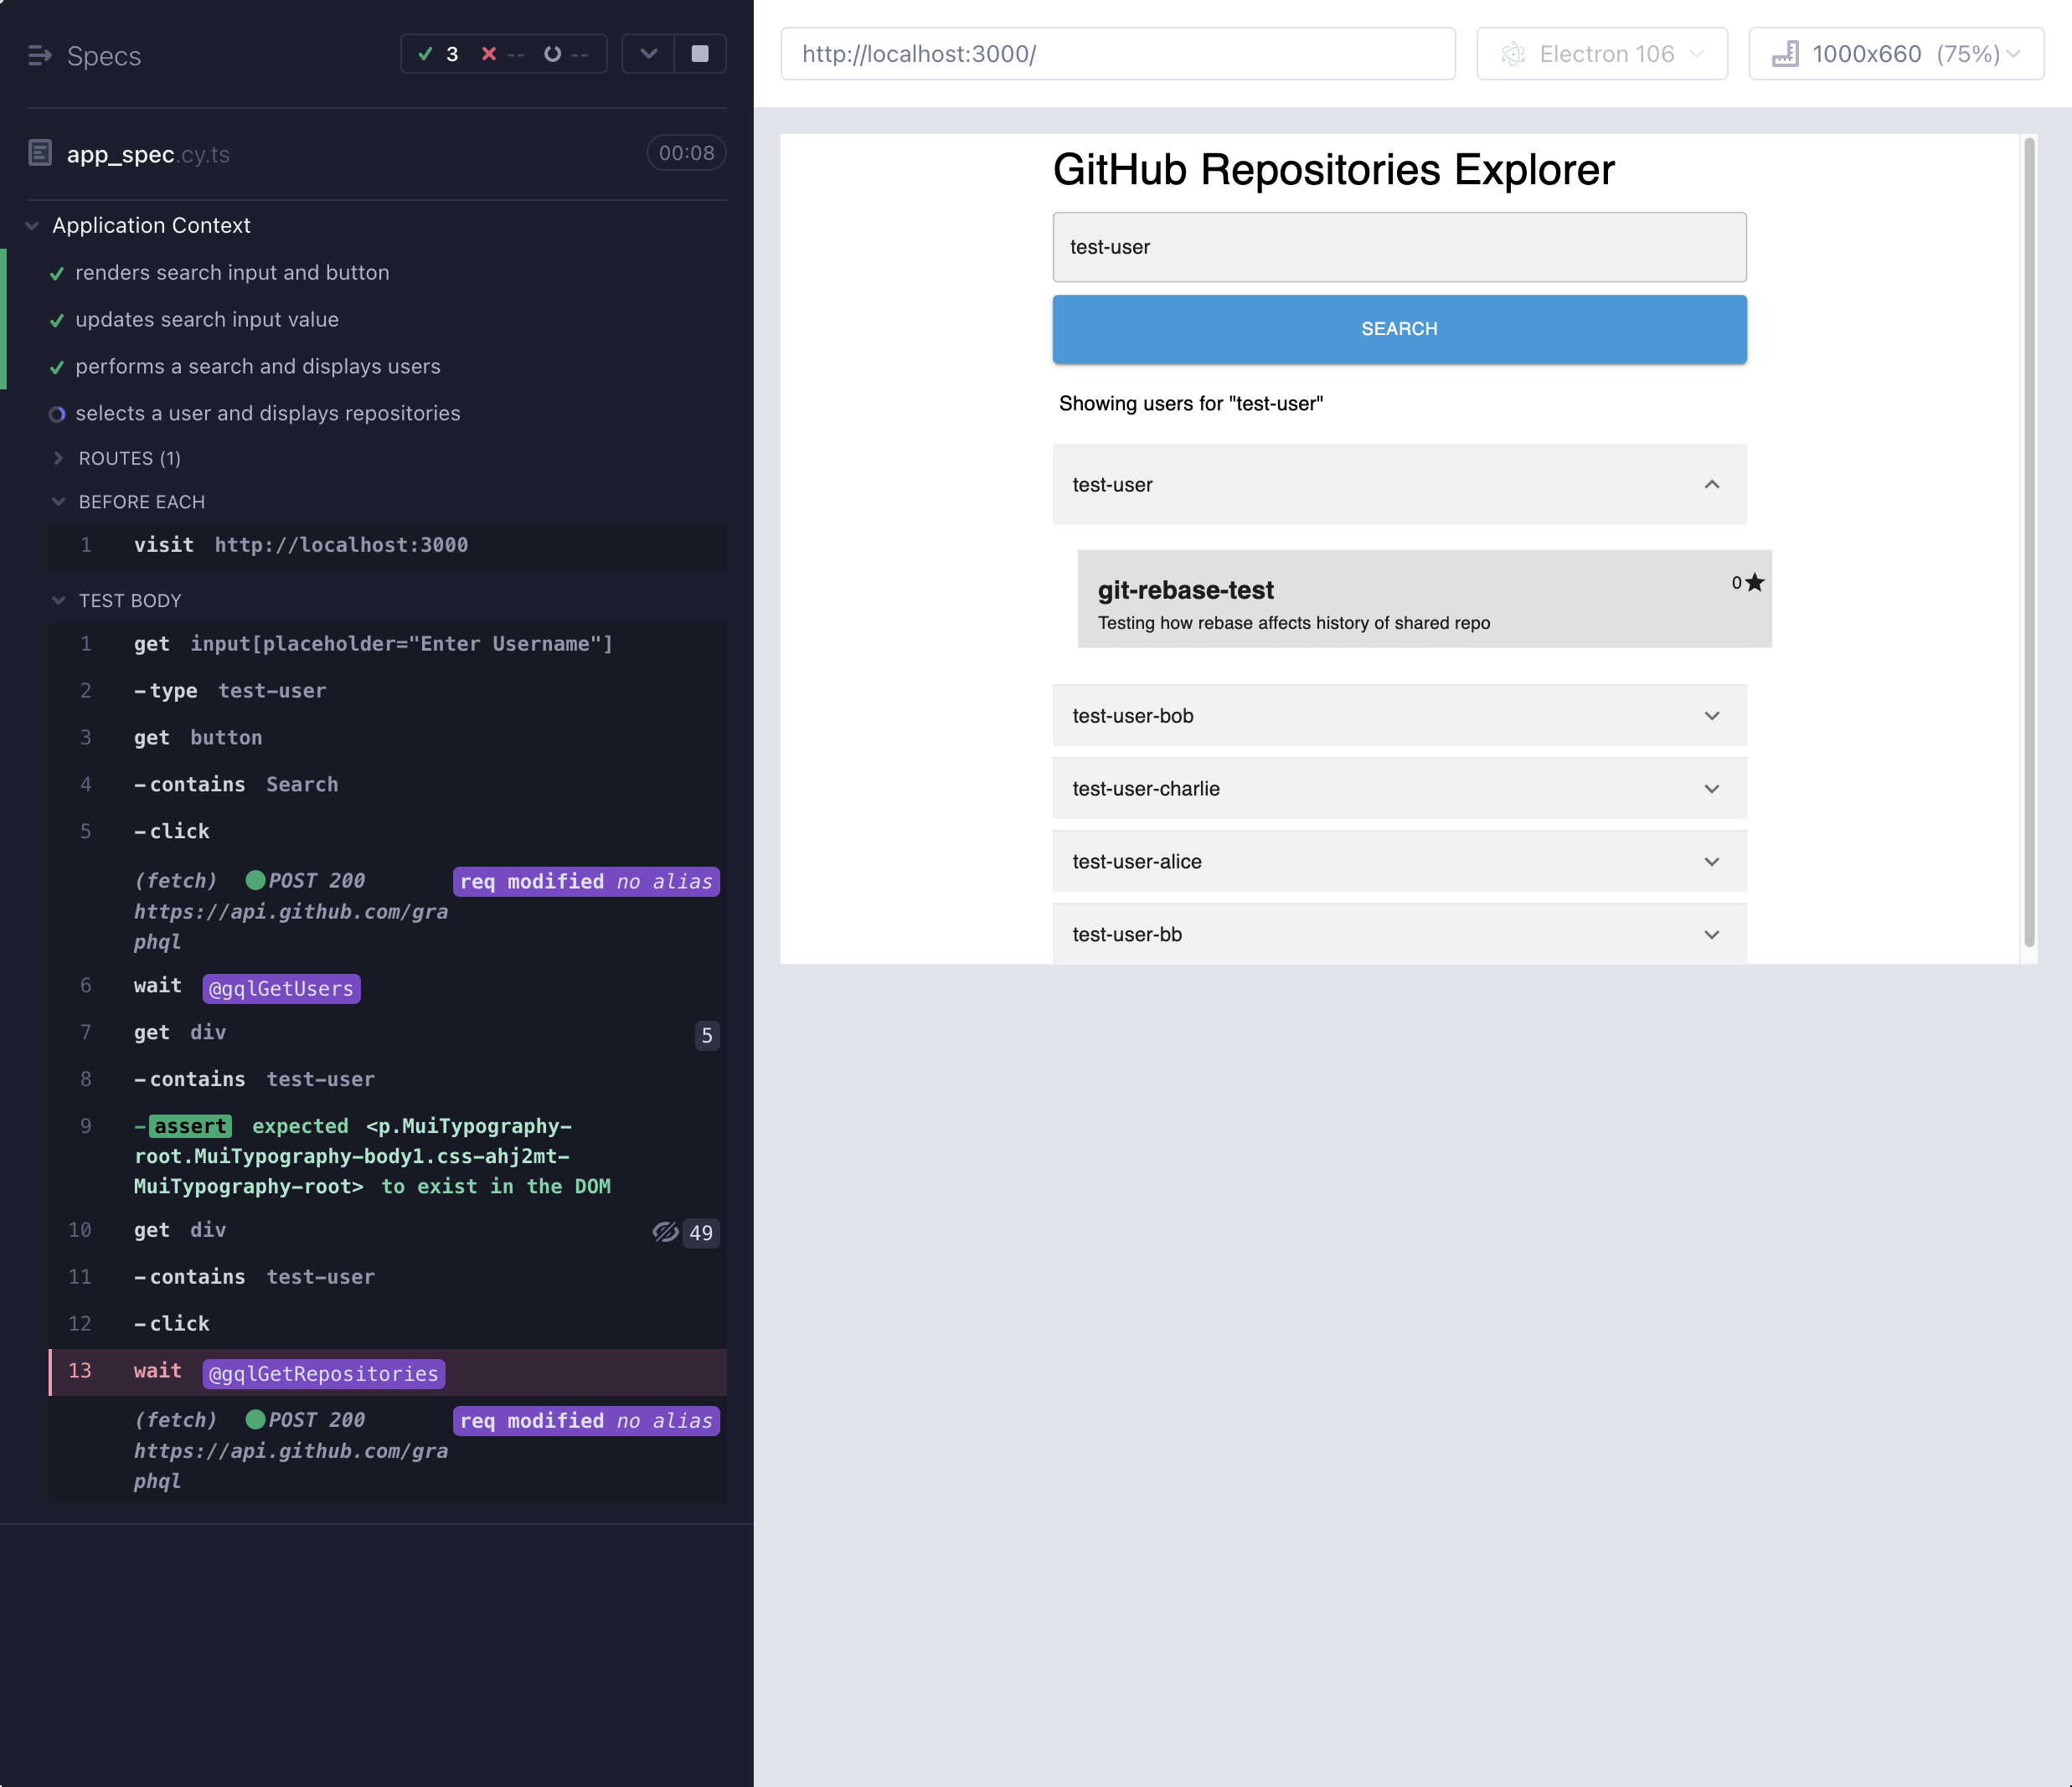 Specs
3 -- --
app_spec.cy.ts 00:08
Application Context
renders search input and button
updates search input value
performs a search and displays users
selects a user and displays repositories
ROUTES (1)
BEFORE EACH
1 visit http://localhost:3000
TEST BODY
1 get input[placeholder="Enter Username"]
2 -type test-user
3 get button
4 -contains Search
5 -click
(fetch) POST 200 req modified no alias
https://api.github.com/gra
phql
6 wait @gqlGetUsers
7 get div 5
8 -contains test-user
9 -assert expected <p.MuiTypography-
root.MuiTypography-body1.css-ahj2mt-
MuiTypography-root> to exist in the DOM
10 get div 49
11 -contains test-user
12 -click
13 wait @gqlGetRepositories
(fetch) POST 200 req modified no alias
https://api.github.com/gra
phql
http://localhost:3000/
Electron 106
1000x660 (75%)
GitHub Repositories Explorer
test-user
SEARCH
Showing users for "test-user"
test-user
git-rebase-test 0
Testing how rebase affects history of shared repo
test-user-bob
test-user-charlie
test-user-alice
test-user-bb